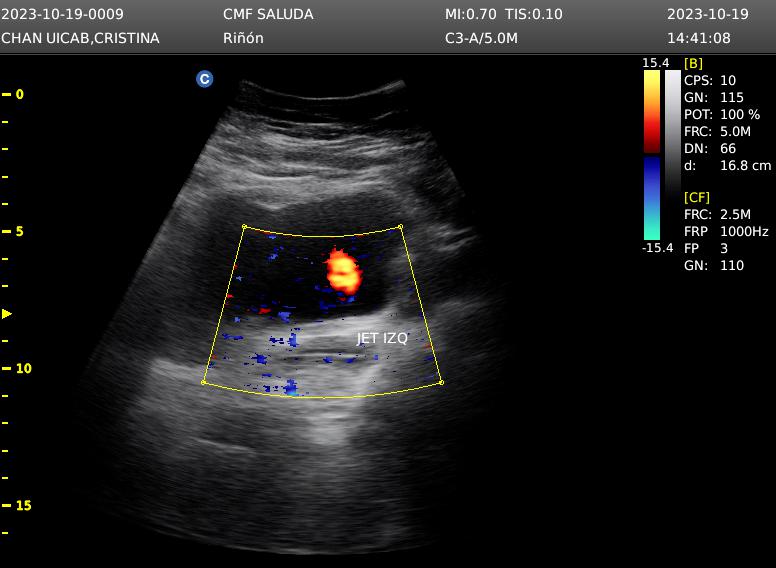 2023-10-19-0009 CMF SALUDA MI:0.70 TIS:0.10 2023-10-19
CHAN UICAB,CRISTINA Riñón C3-A/5.0M 14:41:08
C
15.4 [B]
CPS: 10
GN: 115
POT: 100 %
FRC: 5.0M
DN: 66
d: 16.8 cm
[CF]
FRC: 2.5M
FRP 1000Hz
FP 3
GN: 110
-15.4
0
5
10
15
JET IZQ